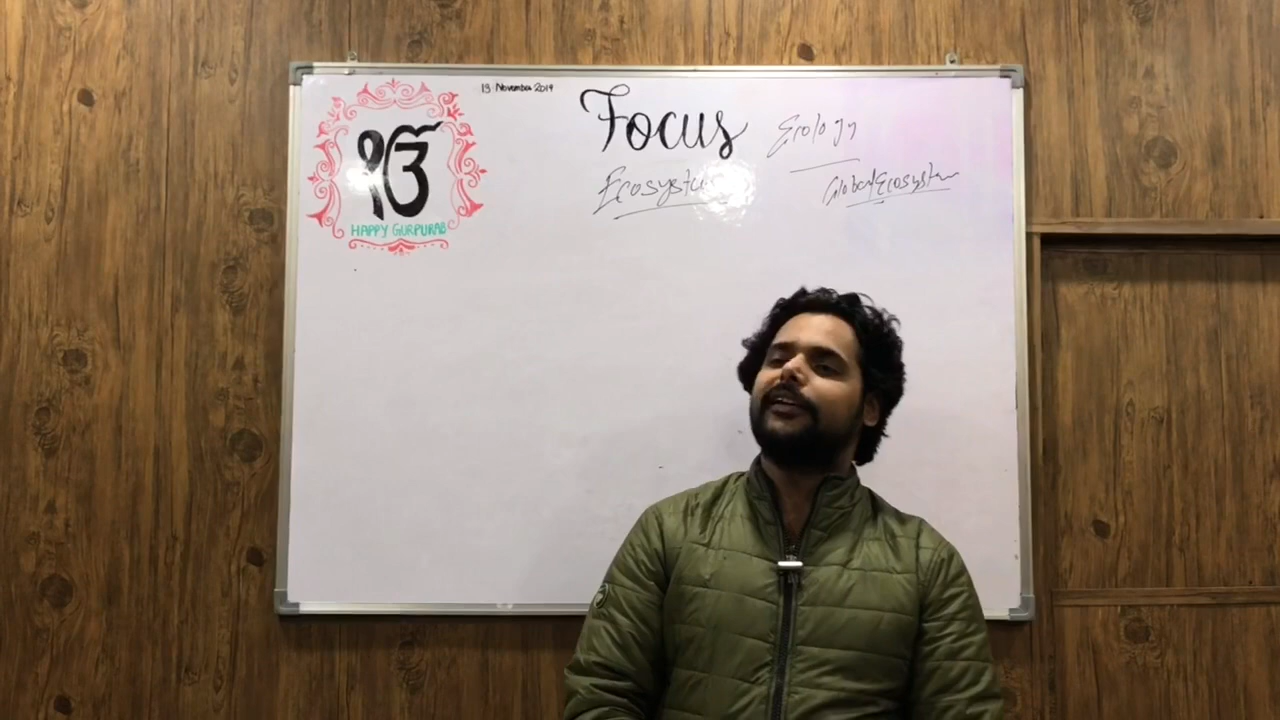 ੴ
HAPPY GURPURAB
13 November 2019
Focus
Ecology
Ecosystem
Global Ecosystem